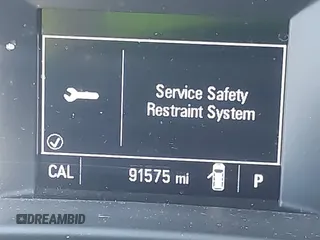 Service Safety
Restraint System
CAL 91575 mi P
DREAMBID